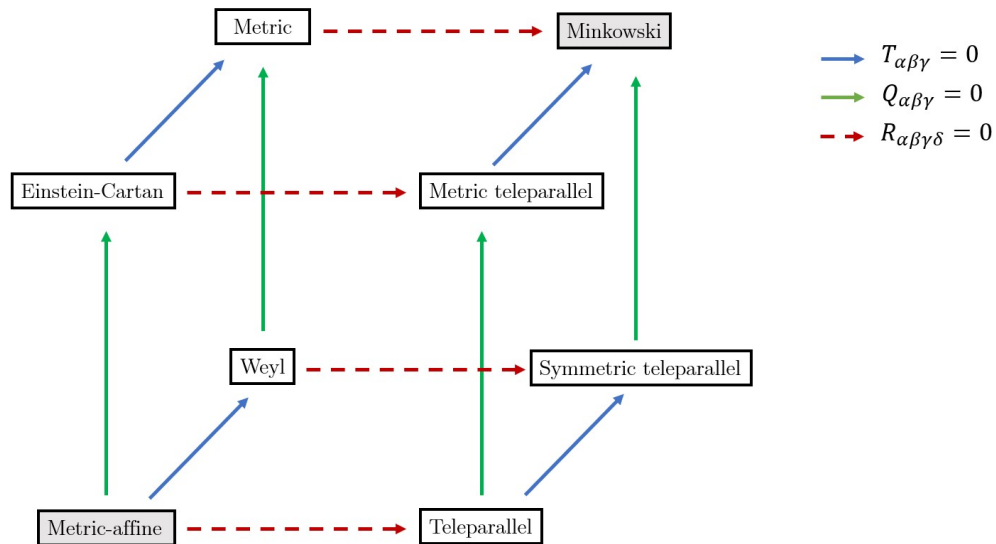 Metric
Minkowski
T_{αβγ} = 0
Q_{αβγ} = 0
R_{αβγδ} = 0
Einstein-Cartan
Metric teleparallel
Weyl
Symmetric teleparallel
Metric-affine
Teleparallel